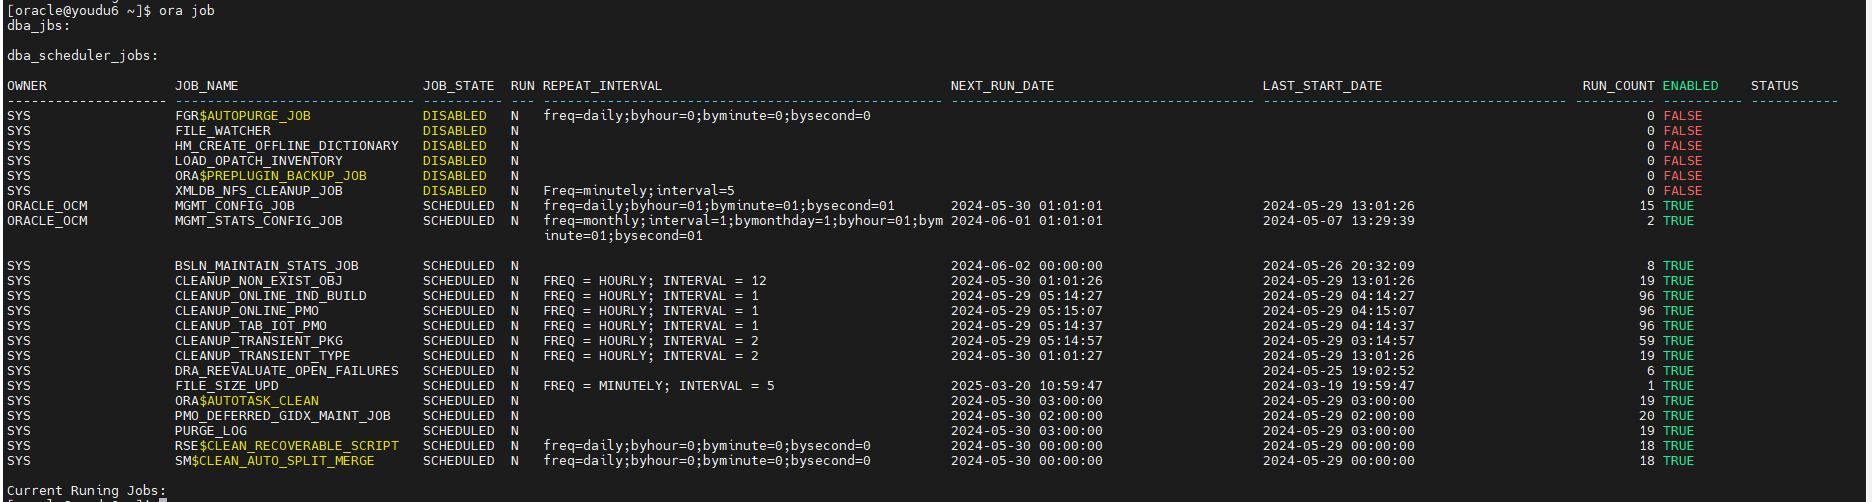 [oracle@youdu6 ~]$ ora job
dba_jbs:
dba_scheduler_jobs:
OWNER JOB_NAME JOB_STATE RUN REPEAT_INTERVAL NEXT_RUN_DATE LAST_START_DATE RUN_COUNT ENABLED STATUS
SYS FGR$AUTOPURGE_JOB DISABLED N freq=daily;byhour=0;byminute=0;bysecond=0 0 FALSE
SYS FILE_WATCHER DISABLED N 0 FALSE
SYS HM_CREATE_OFFLINE_DICTIONARY DISABLED N 0 FALSE
SYS LOAD_OPATCH_INVENTORY DISABLED N 0 FALSE
SYS ORA$PREPLUGIN_BACKUP_JOB DISABLED N 0 FALSE
SYS XMLDB_NFS_CLEANUP_JOB DISABLED N Freq=minutely;interval=5 0 FALSE
ORACLE_OCM MGMT_CONFIG_JOB SCHEDULED N freq=daily;byhour=01;byminute=01;bysecond=01 2024-05-30 01:01:01 2024-05-29 13:01:26 15 TRUE
ORACLE_OCM MGMT_STATS_CONFIG_JOB SCHEDULED N freq=monthly;interval=1;bymonthday=1;byhour=01;bym 2024-06-01 01:01:01 2024-05-07 13:29:39 2 TRUE
inute=01;bysecond=01
SYS BSLN_MAINTAIN_STATS_JOB SCHEDULED N 2024-06-02 00:00:00 2024-05-26 20:32:09 8 TRUE
SYS CLEANUP_NON_EXIST_OBJ SCHEDULED N FREQ = HOURLY; INTERVAL = 12 2024-05-30 01:01:26 2024-05-29 13:01:26 19 TRUE
SYS CLEANUP_ONLINE_IND_BUILD SCHEDULED N FREQ = HOURLY; INTERVAL = 1 2024-05-29 05:14:27 2024-05-29 04:14:27 96 TRUE
SYS CLEANUP_ONLINE_PMO SCHEDULED N FREQ = HOURLY; INTERVAL = 1 2024-05-29 05:15:07 2024-05-29 04:15:07 96 TRUE
SYS CLEANUP_TAB_IOT_PMO SCHEDULED N FREQ = HOURLY; INTERVAL = 1 2024-05-29 05:14:37 2024-05-29 04:14:37 96 TRUE
SYS CLEANUP_TRANSIENT_PKG SCHEDULED N FREQ = HOURLY; INTERVAL = 2 2024-05-29 05:14:57 2024-05-29 03:14:57 59 TRUE
SYS CLEANUP_TRANSIENT_TYPE SCHEDULED N FREQ = HOURLY; INTERVAL = 2 2024-05-30 01:01:27 2024-05-29 13:01:26 19 TRUE
SYS DRA_REEVALUATE_OPEN_FAILURES SCHEDULED N 2024-05-25 19:02:52 6 TRUE
SYS FILE_SIZE_UPD SCHEDULED N FREQ = MINUTELY; INTERVAL = 5 2025-03-20 10:59:47 2024-03-19 19:59:47 1 TRUE
SYS ORA$AUTOTASK_CLEAN SCHEDULED N 2024-05-30 03:00:00 2024-05-29 03:00:00 19 TRUE
SYS PMO_DEFERRED_GIDX_MAINT_JOB SCHEDULED N 2024-05-30 02:00:00 2024-05-29 02:00:00 20 TRUE
SYS PURGE_LOG SCHEDULED N 2024-05-30 03:00:00 2024-05-29 03:00:00 19 TRUE
SYS RSE$CLEAN_RECOVERABLE_SCRIPT SCHEDULED N freq=daily;byhour=0;byminute=0;bysecond=0 2024-05-30 00:00:00 2024-05-29 00:00:00 18 TRUE
SYS SM$CLEAN_AUTO_SPLIT_MERGE SCHEDULED N freq=daily;byhour=0;byminute=0;bysecond=0 2024-05-30 00:00:00 2024-05-29 00:00:00 18 TRUE
Current Runing Jobs: